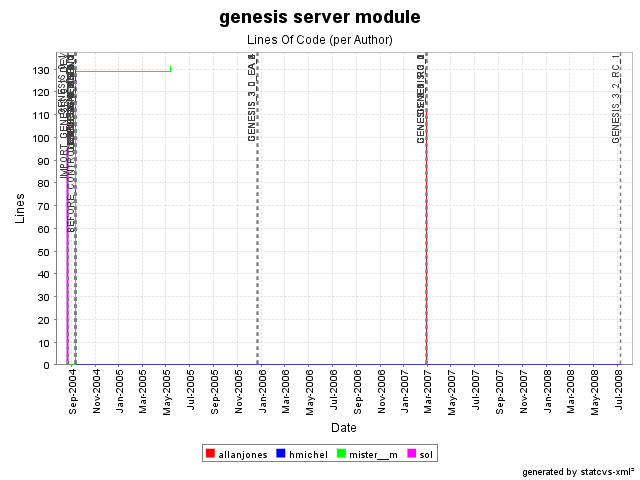 genesis server module
Lines Of Code (per Author)
GENESIS_3_0_EA_
GENESIS_3_2_RC_1
Lines
130
120
110
100
90
80
70
60
50
40
30
20
10
0
Sep-2004
Nov-2004
Jan-2005
Mar-2005
May-2005
Jul-2005
Sep-2005
Nov-2005
Jan-2006
Mar-2006
May-2006
Jul-2006
Sep-2006
Nov-2006
Jan-2007
Mar-2007
May-2007
Jul-2007
Sep-2007
Nov-2007
Jan-2008
Mar-2008
May-2008
Jul-2008
Date
allanjones hmichel mister__m sol
generated by statcvs-xml²